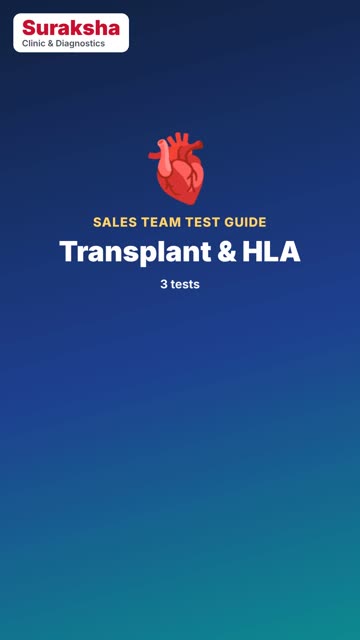 Suraksha
Clinic & Diagnostics
SALES TEAM TEST GUIDE
Transplant & HLA
3 tests